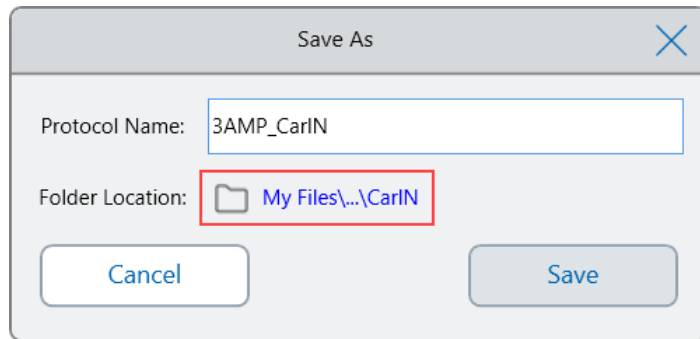 Save As
Protocol Name: 3AMP_CarIN
Folder Location: My Files\...\CarIN
Cancel Save